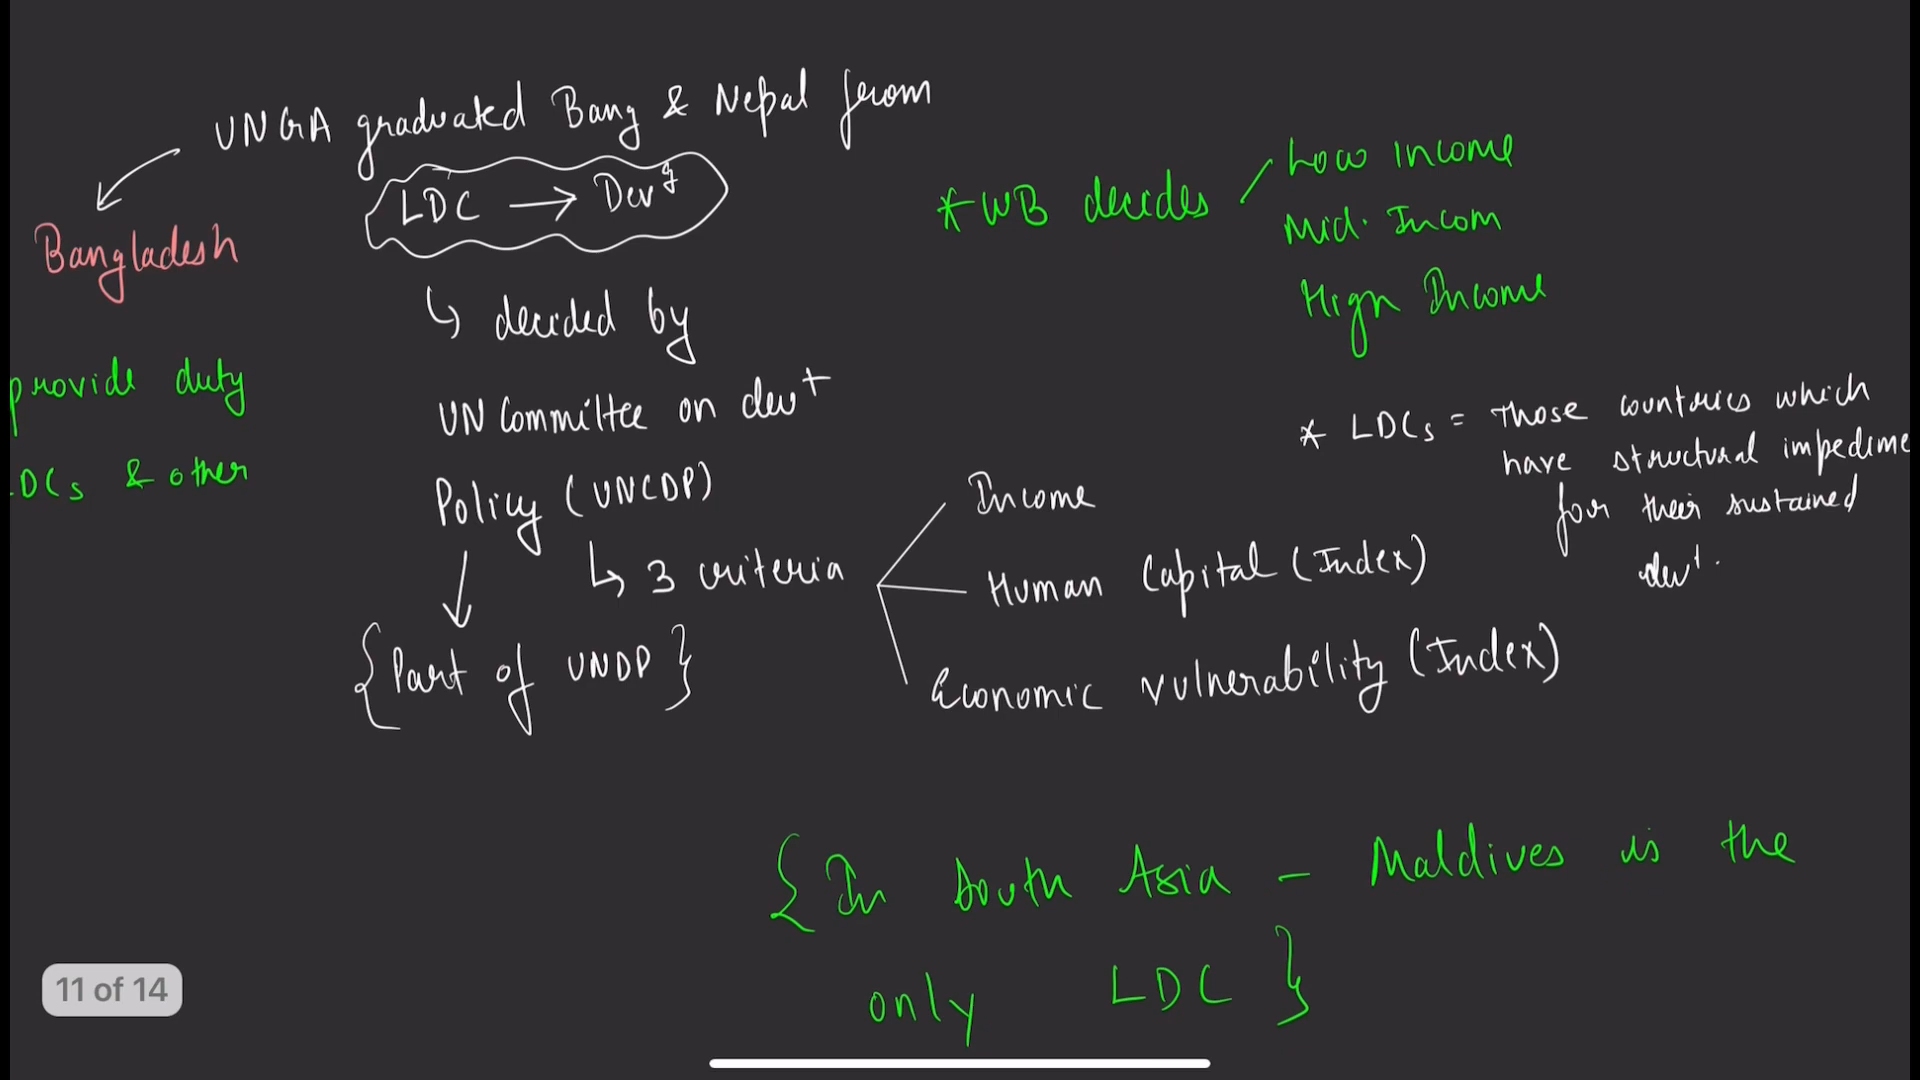 UNGA graduated Bang & Nepal from
LDC → Devg
Bangladesh
↳ decided by
UN Committee on devt
Policy (UNCDP)
↳ 3 criteria
Income
Human Capital (Index)
Economic vulnerability (Index)
{Part of UNDP}
provide duty
DCs & other
* WB decides
Low Income
Mid. Incom
High Income
* LDCs = Those countries which
have structural impedime
for their sustained
devt.
{In South Asia - Maldives is the
only LDC}
11 of 14